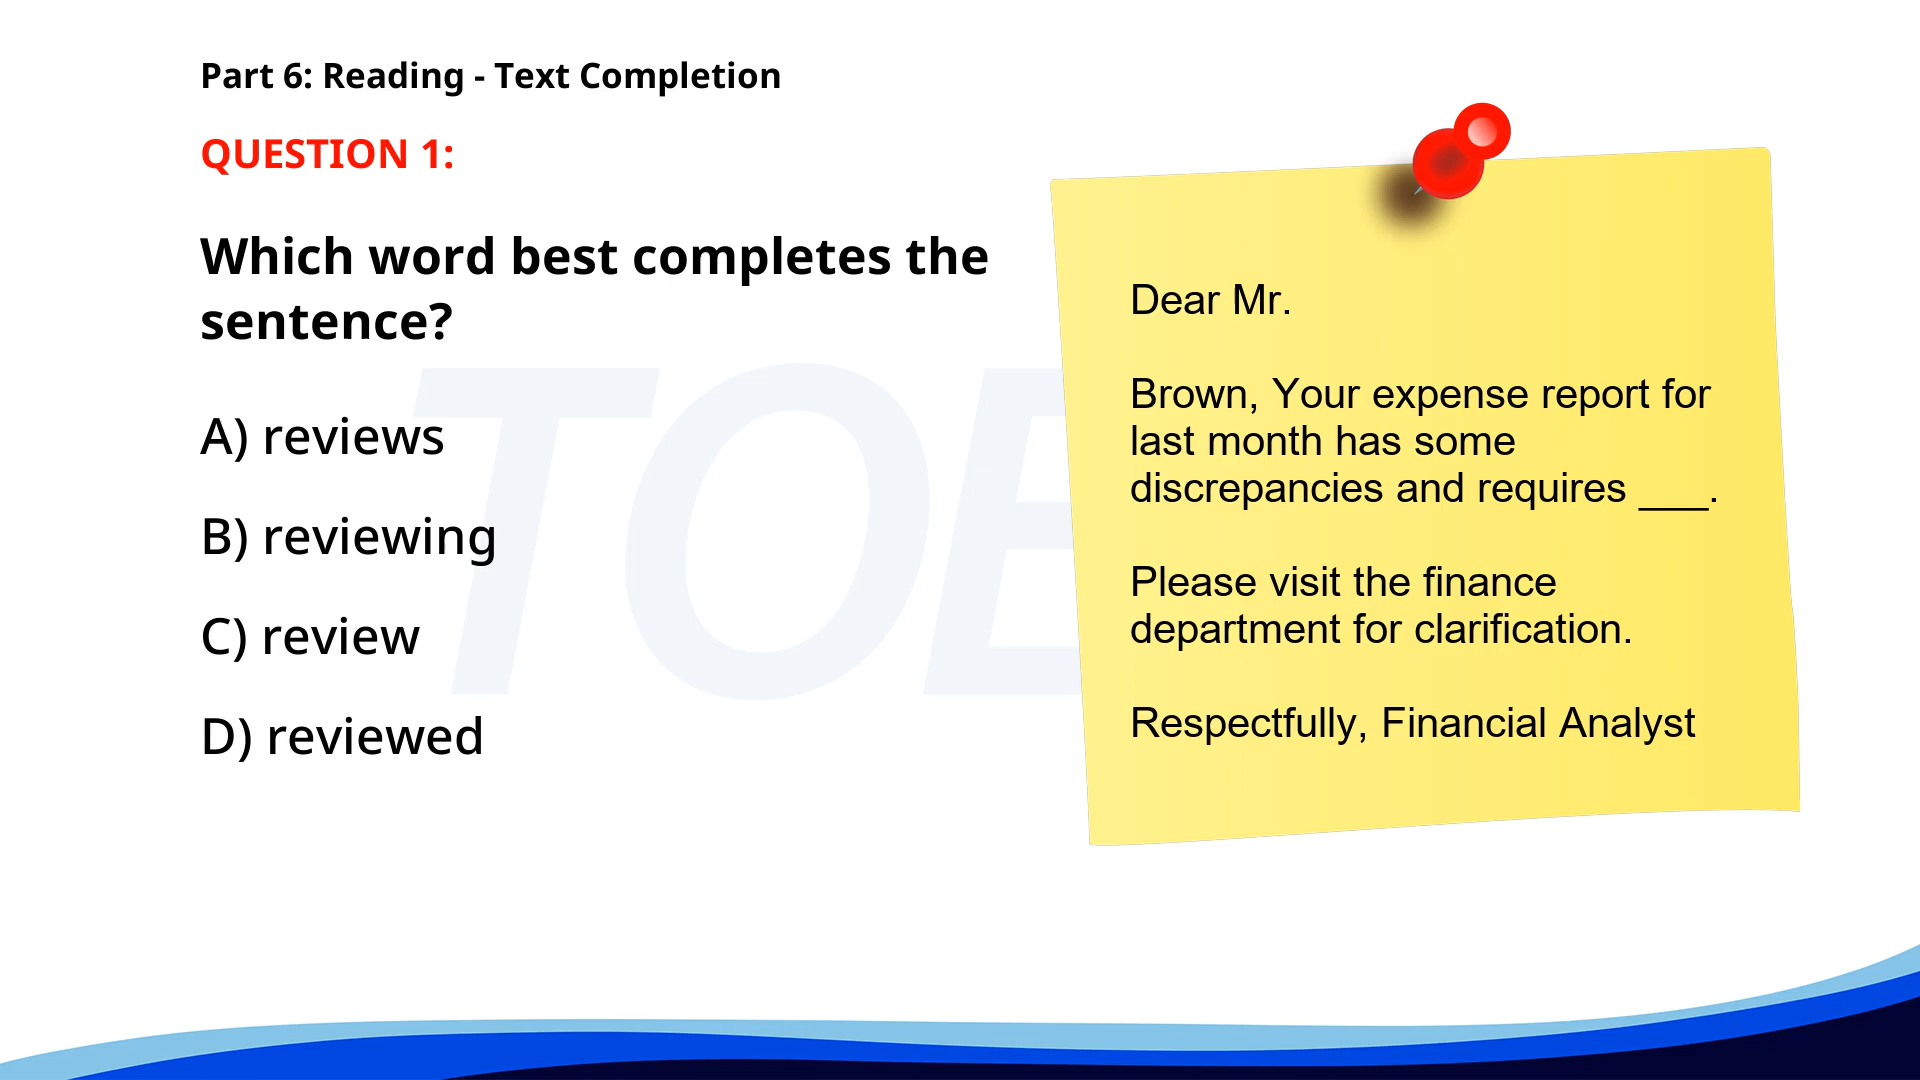 Part 6: Reading - Text Completion
QUESTION 1:
Which word best completes the
sentence?
A) reviews
B) reviewing
C) review
D) reviewed
Dear Mr.
Brown, Your expense report for
last month has some
discrepancies and requires ___.
Please visit the finance
department for clarification.
Respectfully, Financial Analyst